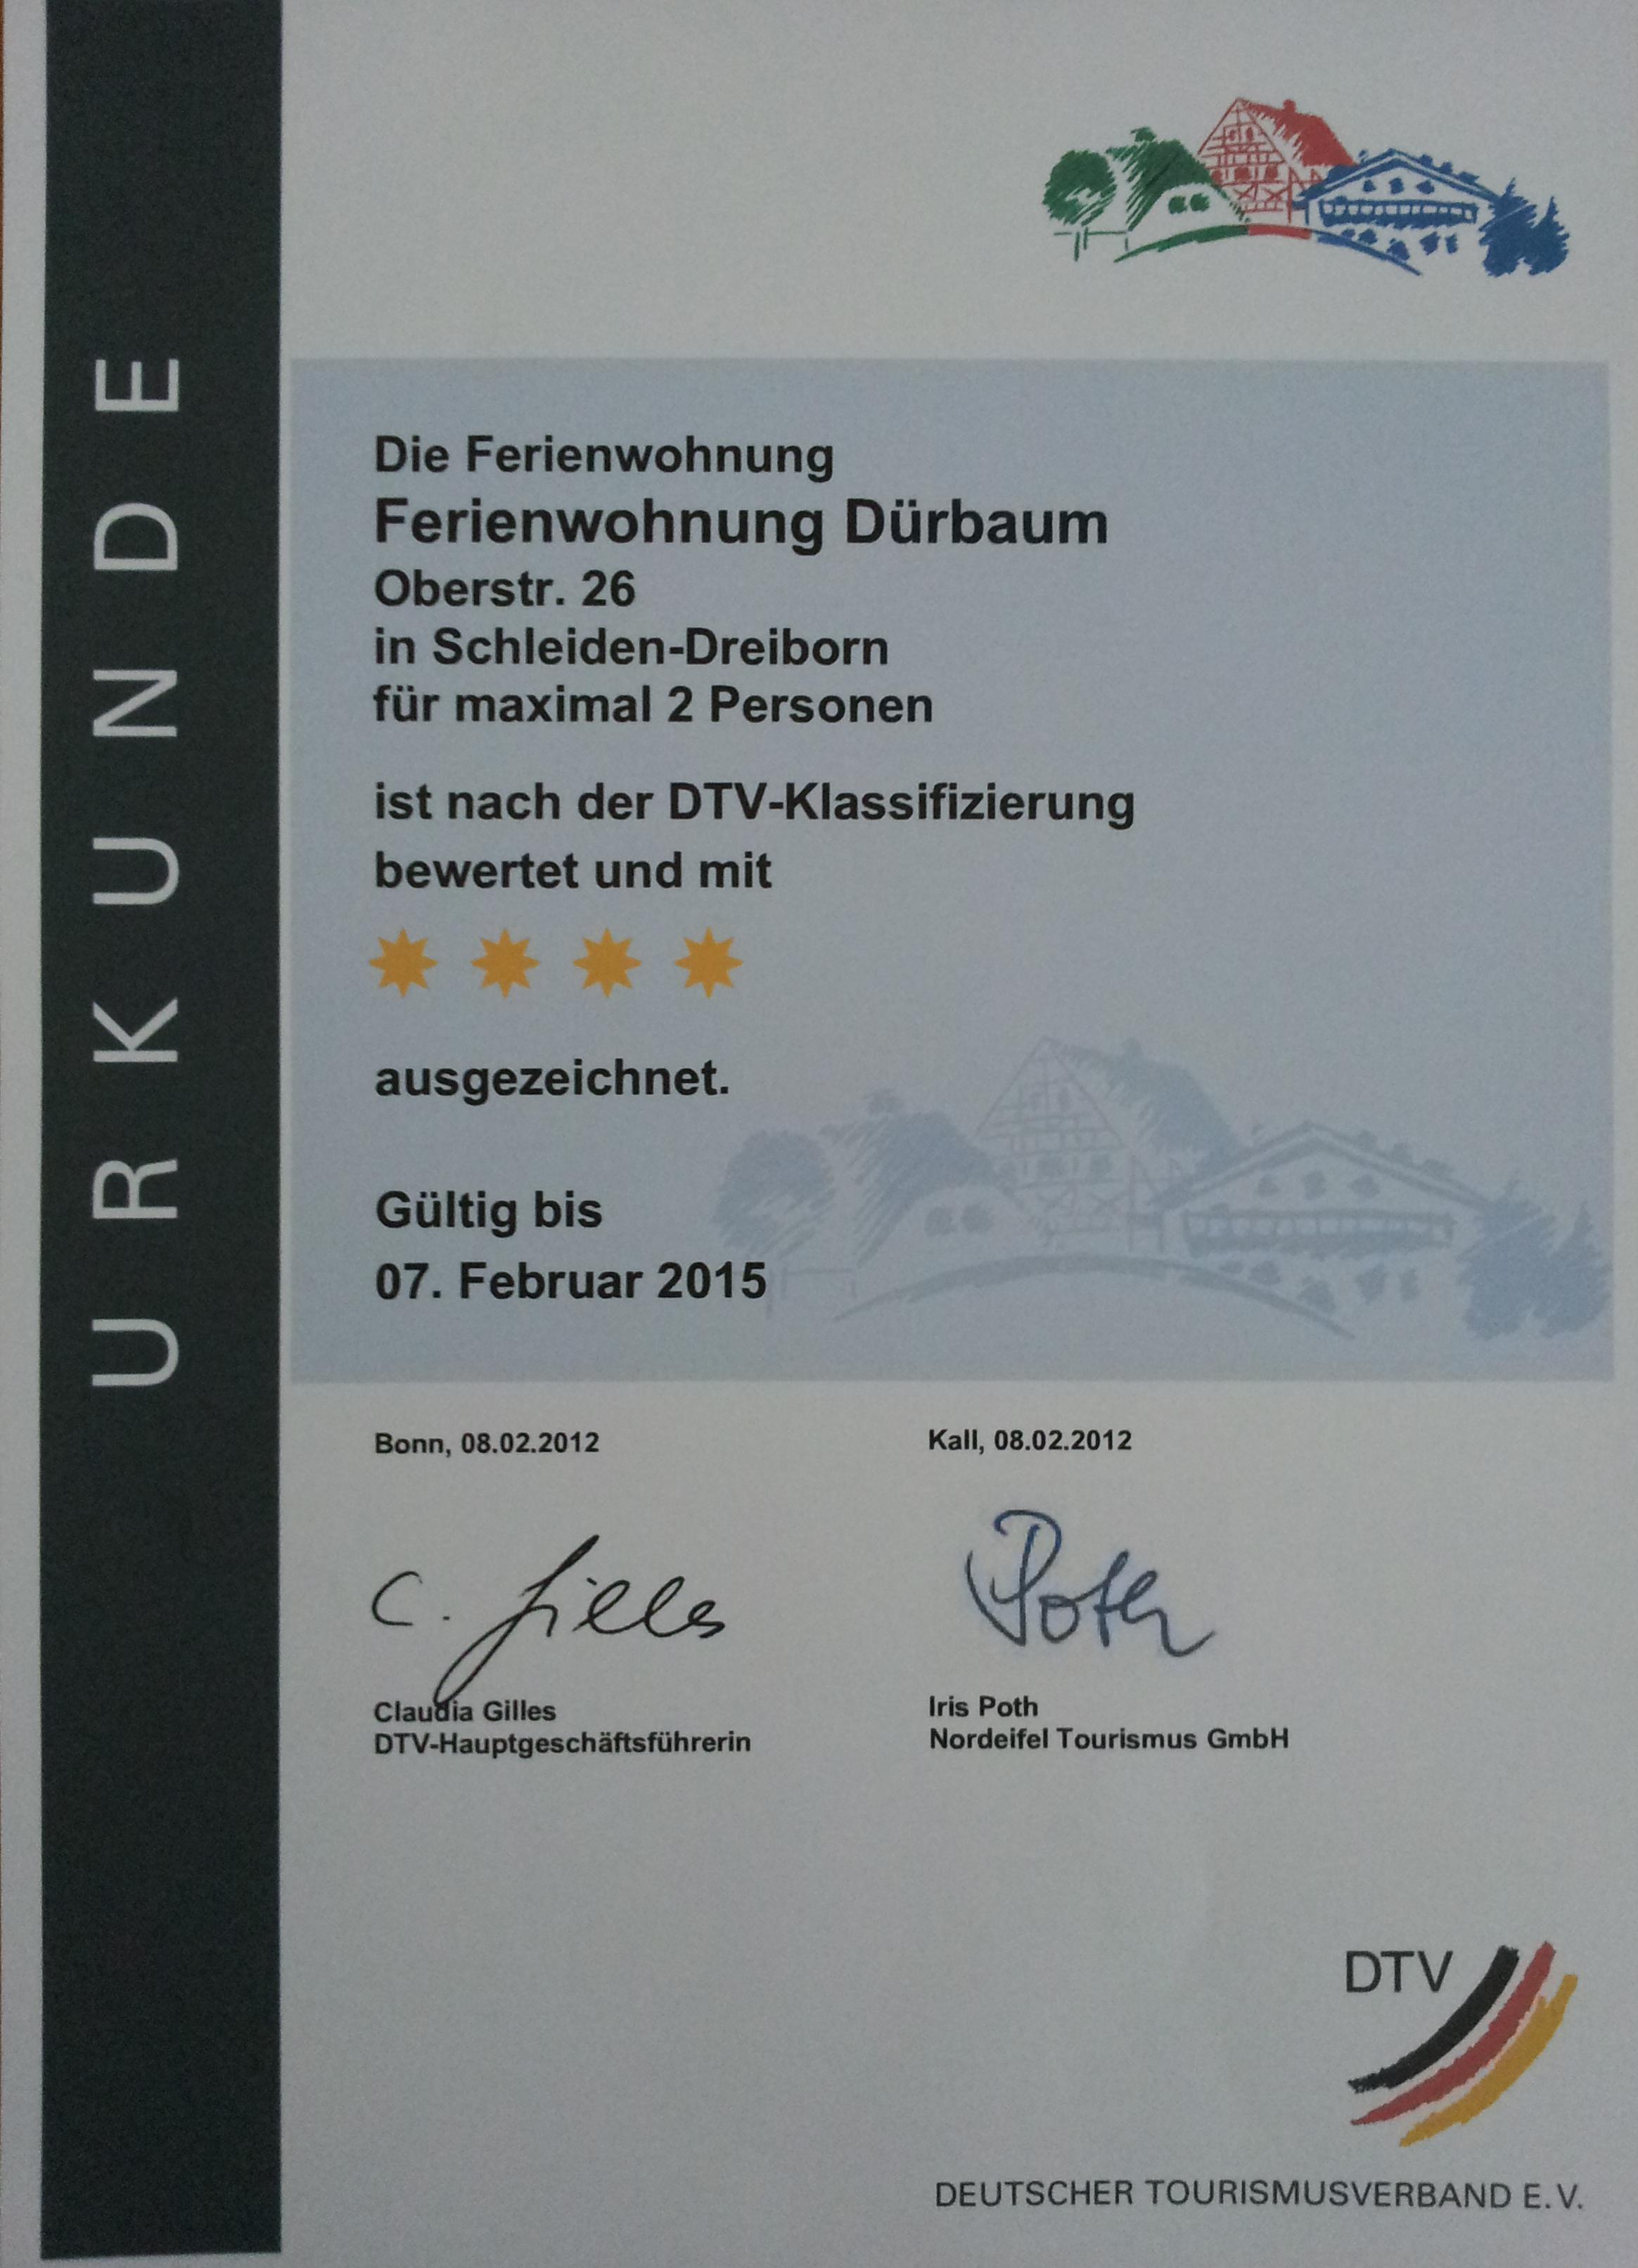 URKUNDE
Die Ferienwohnung
Ferienwohnung Dürbaum
Oberstr. 26
in Schleiden-Dreiborn
für maximal 2 Personen
ist nach der DTV-Klassifizierung
bewertet und mit
ausgezeichnet.
Gültig bis
07. Februar 2015
Bonn, 08.02.2012
C. Gilles
Claudia Gilles
DTV-Hauptgeschäftsführerin
Kall, 08.02.2012
Poth
Iris Poth
Nordeifel Tourismus GmbH
DTV
DEUTSCHER TOURISMUSVERBAND E.V.